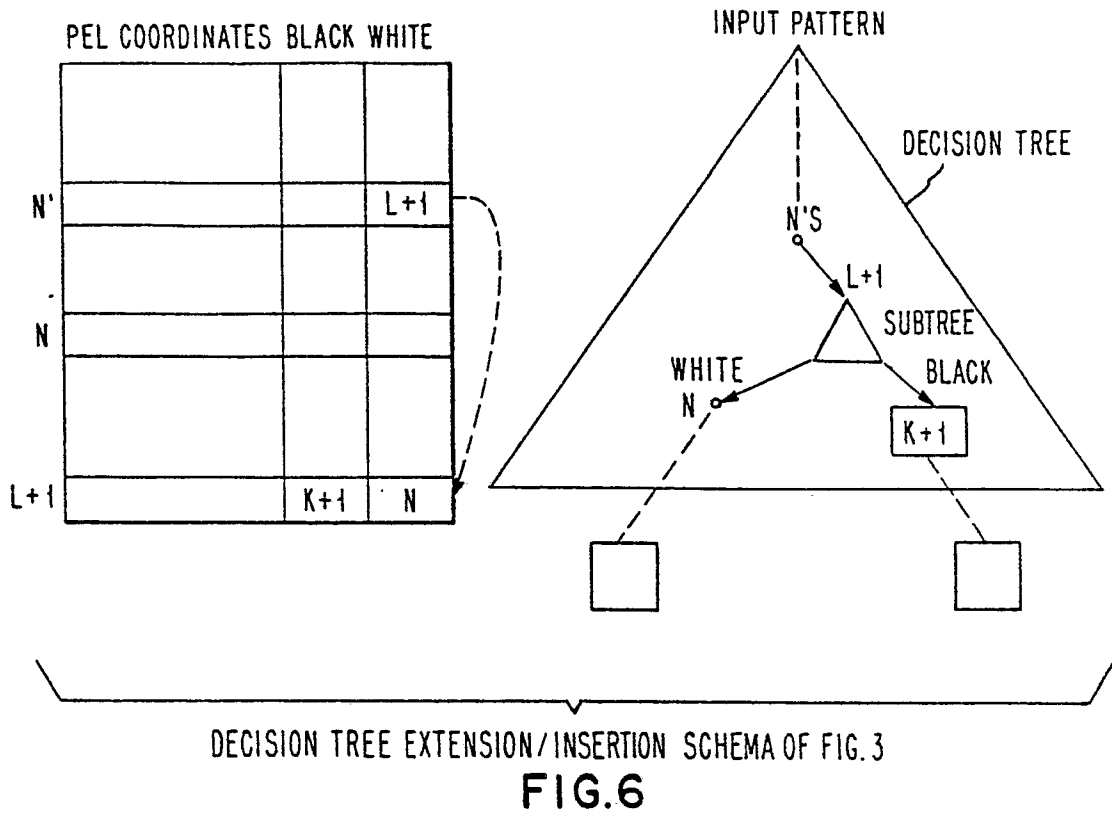 PEL COORDINATES BLACK WHITE
N'
L+1
N
L+1
K+1
N
INPUT PATTERN
DECISION TREE
N'S
L+1
SUBTREE
WHITE
BLACK
N
K+1
DECISION TREE EXTENSION/INSERTION SCHEMA OF FIG.3
FIG.6